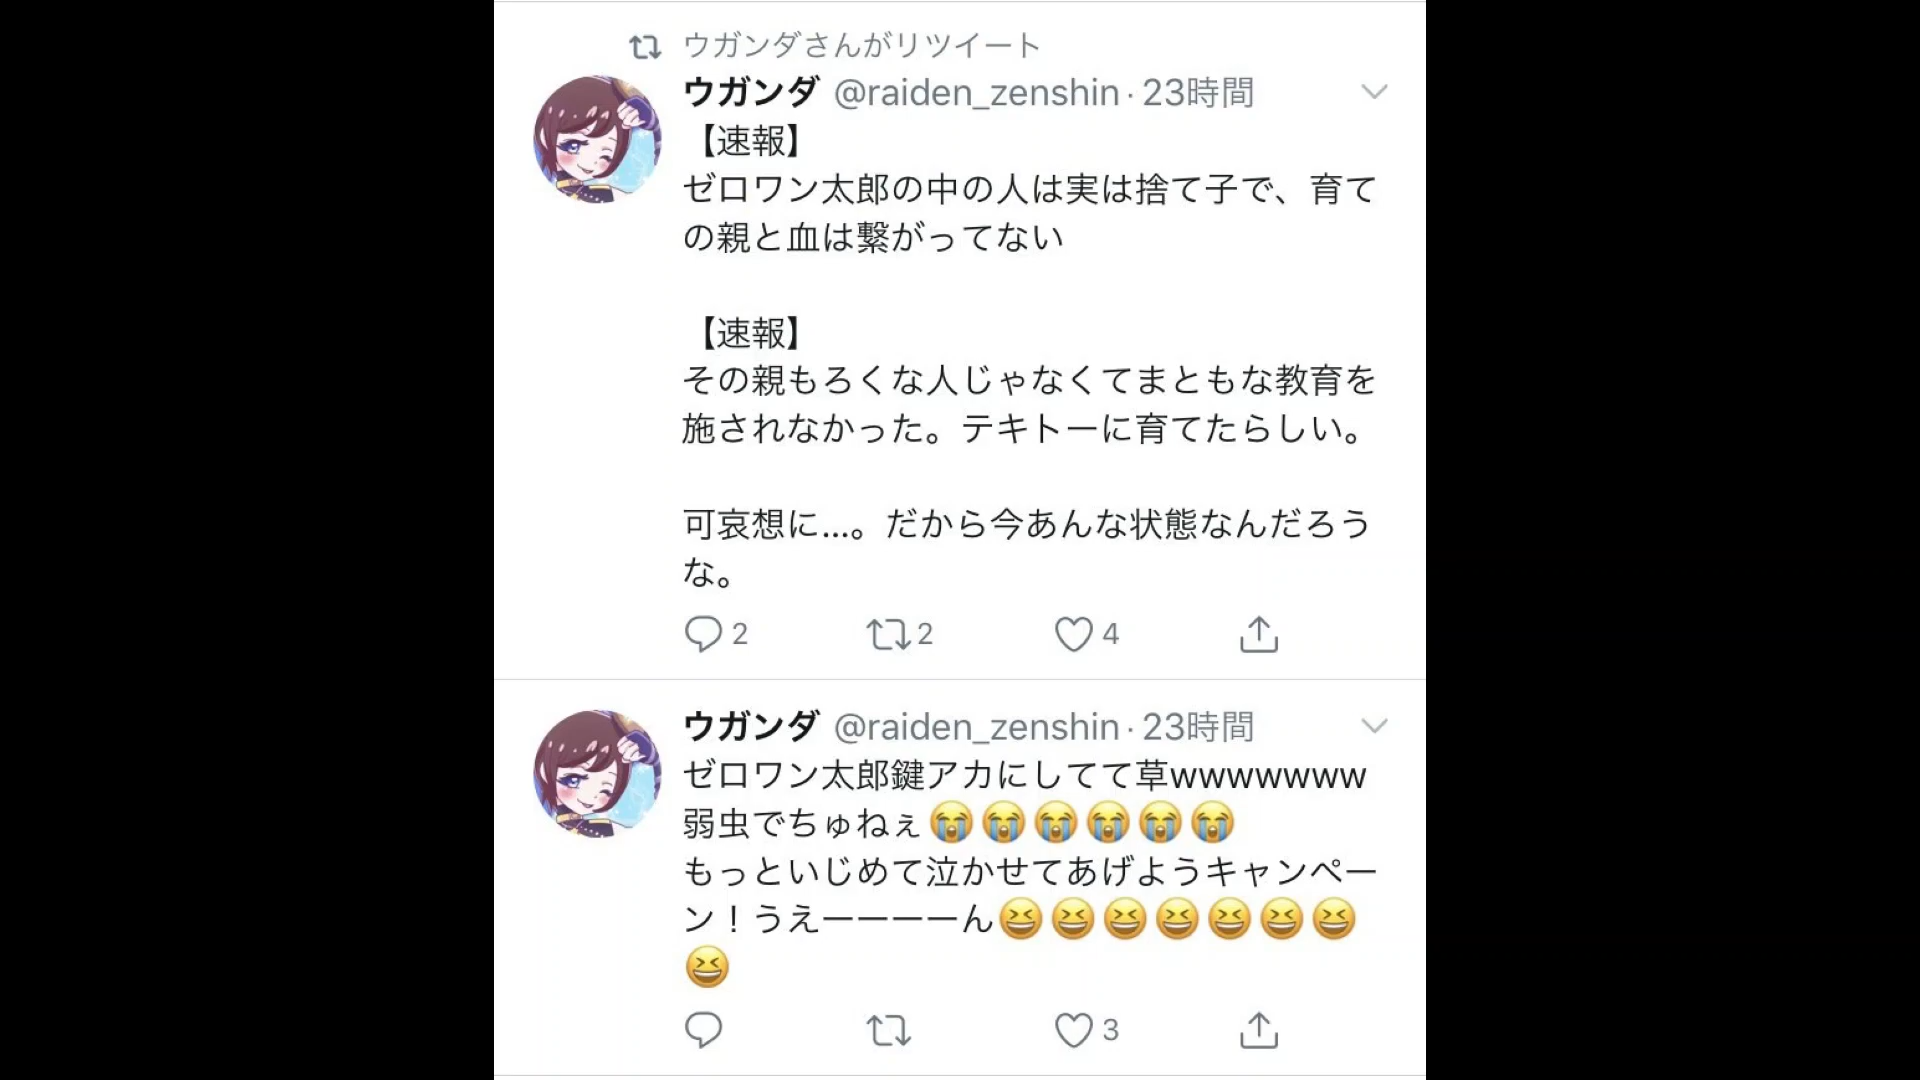 ウガンダさんがリツイート
ウガンダ @raiden_zenshin · 23時間
【速報】
ゼロワン太郎の中の人は実は捨て子で、育て
の親と血は繋がってない
【速報】
その親もろくな人じゃなくてまともな教育を
施されなかった。テキトーに育てたらしい。
可哀想に...。だから今あんな状態なんだろう
な。
2 2 4
ウガンダ @raiden_zenshin · 23時間
ゼロワン太郎鍵アカにしてて草wwwwwww
弱虫でちゅねぇ😭😭😭😭😭😭
もっといじめて泣かせてあげようキャンペー
ン！うえーーーーん😆😆😆😆😆😆😆
😆
3